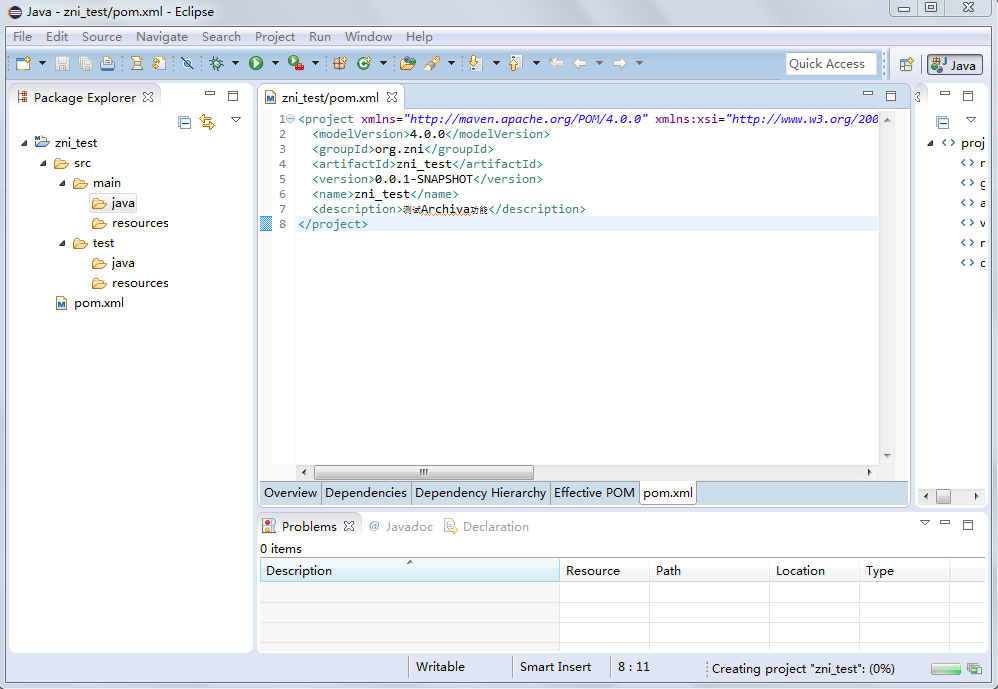 Java - zni_test/pom.xml - Eclipse
File Edit Source Navigate Search Project Run Window Help
Quick Access
Java
Package Explorer
zni_test
src
main
java
resources
test
java
resources
pom.xml
zni_test/pom.xml
1 <project xmlns="http://maven.apache.org/POM/4.0.0" xmlns:xsi="http://www.w3.org/200
2 <modelVersion>4.0.0</modelVersion>
3 <groupId>org.zni</groupId>
4 <artifactId>zni_test</artifactId>
5 <version>0.0.1-SNAPSHOT</version>
6 <name>zni_test</name>
7 <description>测试Archiva功能</description>
8 </project>
Overview Dependencies Dependency Hierarchy Effective POM pom.xml
proj
Problems @ Javadoc Declaration
0 items
Description Resource Path Location Type
Writable Smart Insert 8 : 11 Creating project "zni_test": (0%)